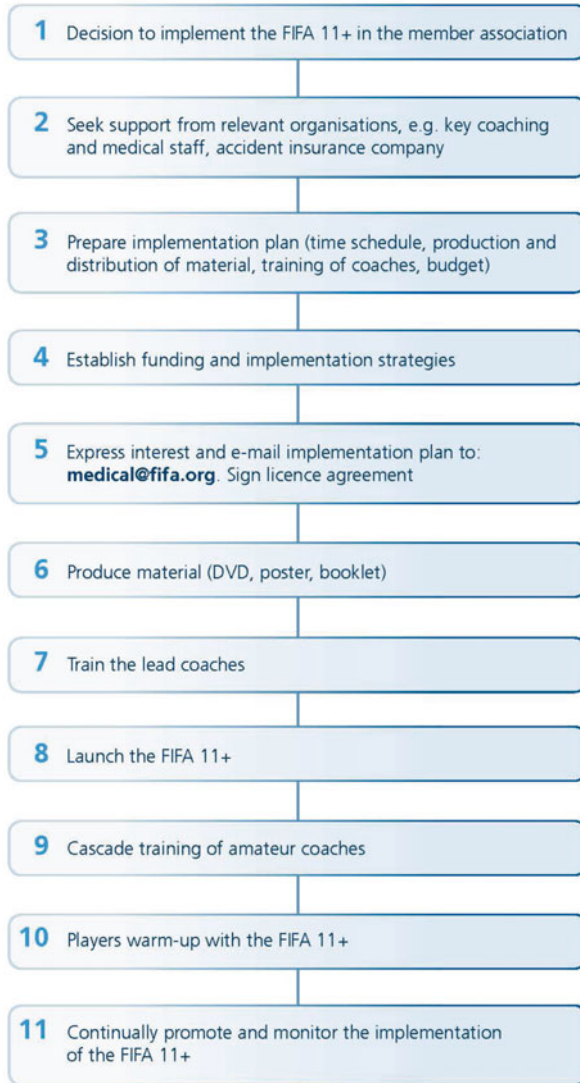 1 Decision to implement the FIFA 11+ in the member association
2 Seek support from relevant organisations, e.g. key coaching
and medical staff, accident insurance company
3 Prepare implementation plan (time schedule, production and
distribution of material, training of coaches, budget)
4 Establish funding and implementation strategies
5 Express interest and e-mail implementation plan to:
medical@fifa.org. Sign licence agreement
6 Produce material (DVD, poster, booklet)
7 Train the lead coaches
8 Launch the FIFA 11+
9 Cascade training of amateur coaches
10 Players warm-up with the FIFA 11+
11 Continually promote and monitor the implementation
of the FIFA 11+